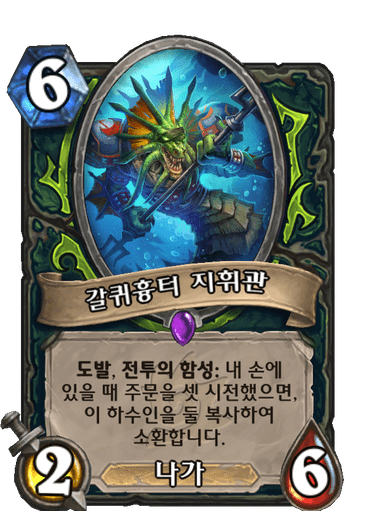 6
갈퀴흉터 지휘관
도발, 전투의 함성: 내 손에
있을 때 주문을 셋 시전했으면,
이 하수인을 둘 복사하여
소환합니다.
2
나가
6